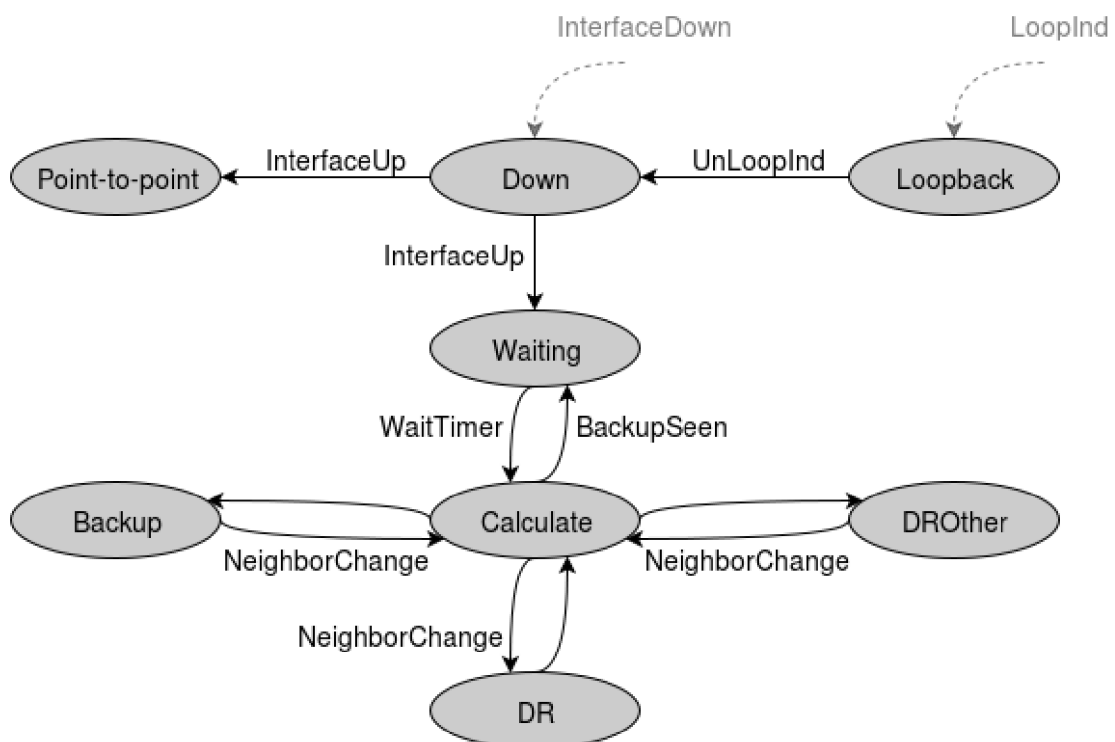 InterfaceDown
LoopInd
Point-to-point
InterfaceUp
Down
UnLoopInd
Loopback
InterfaceUp
Waiting
WaitTimer
BackupSeen
Backup
Calculate
DROther
NeighborChange
NeighborChange
NeighborChange
DR